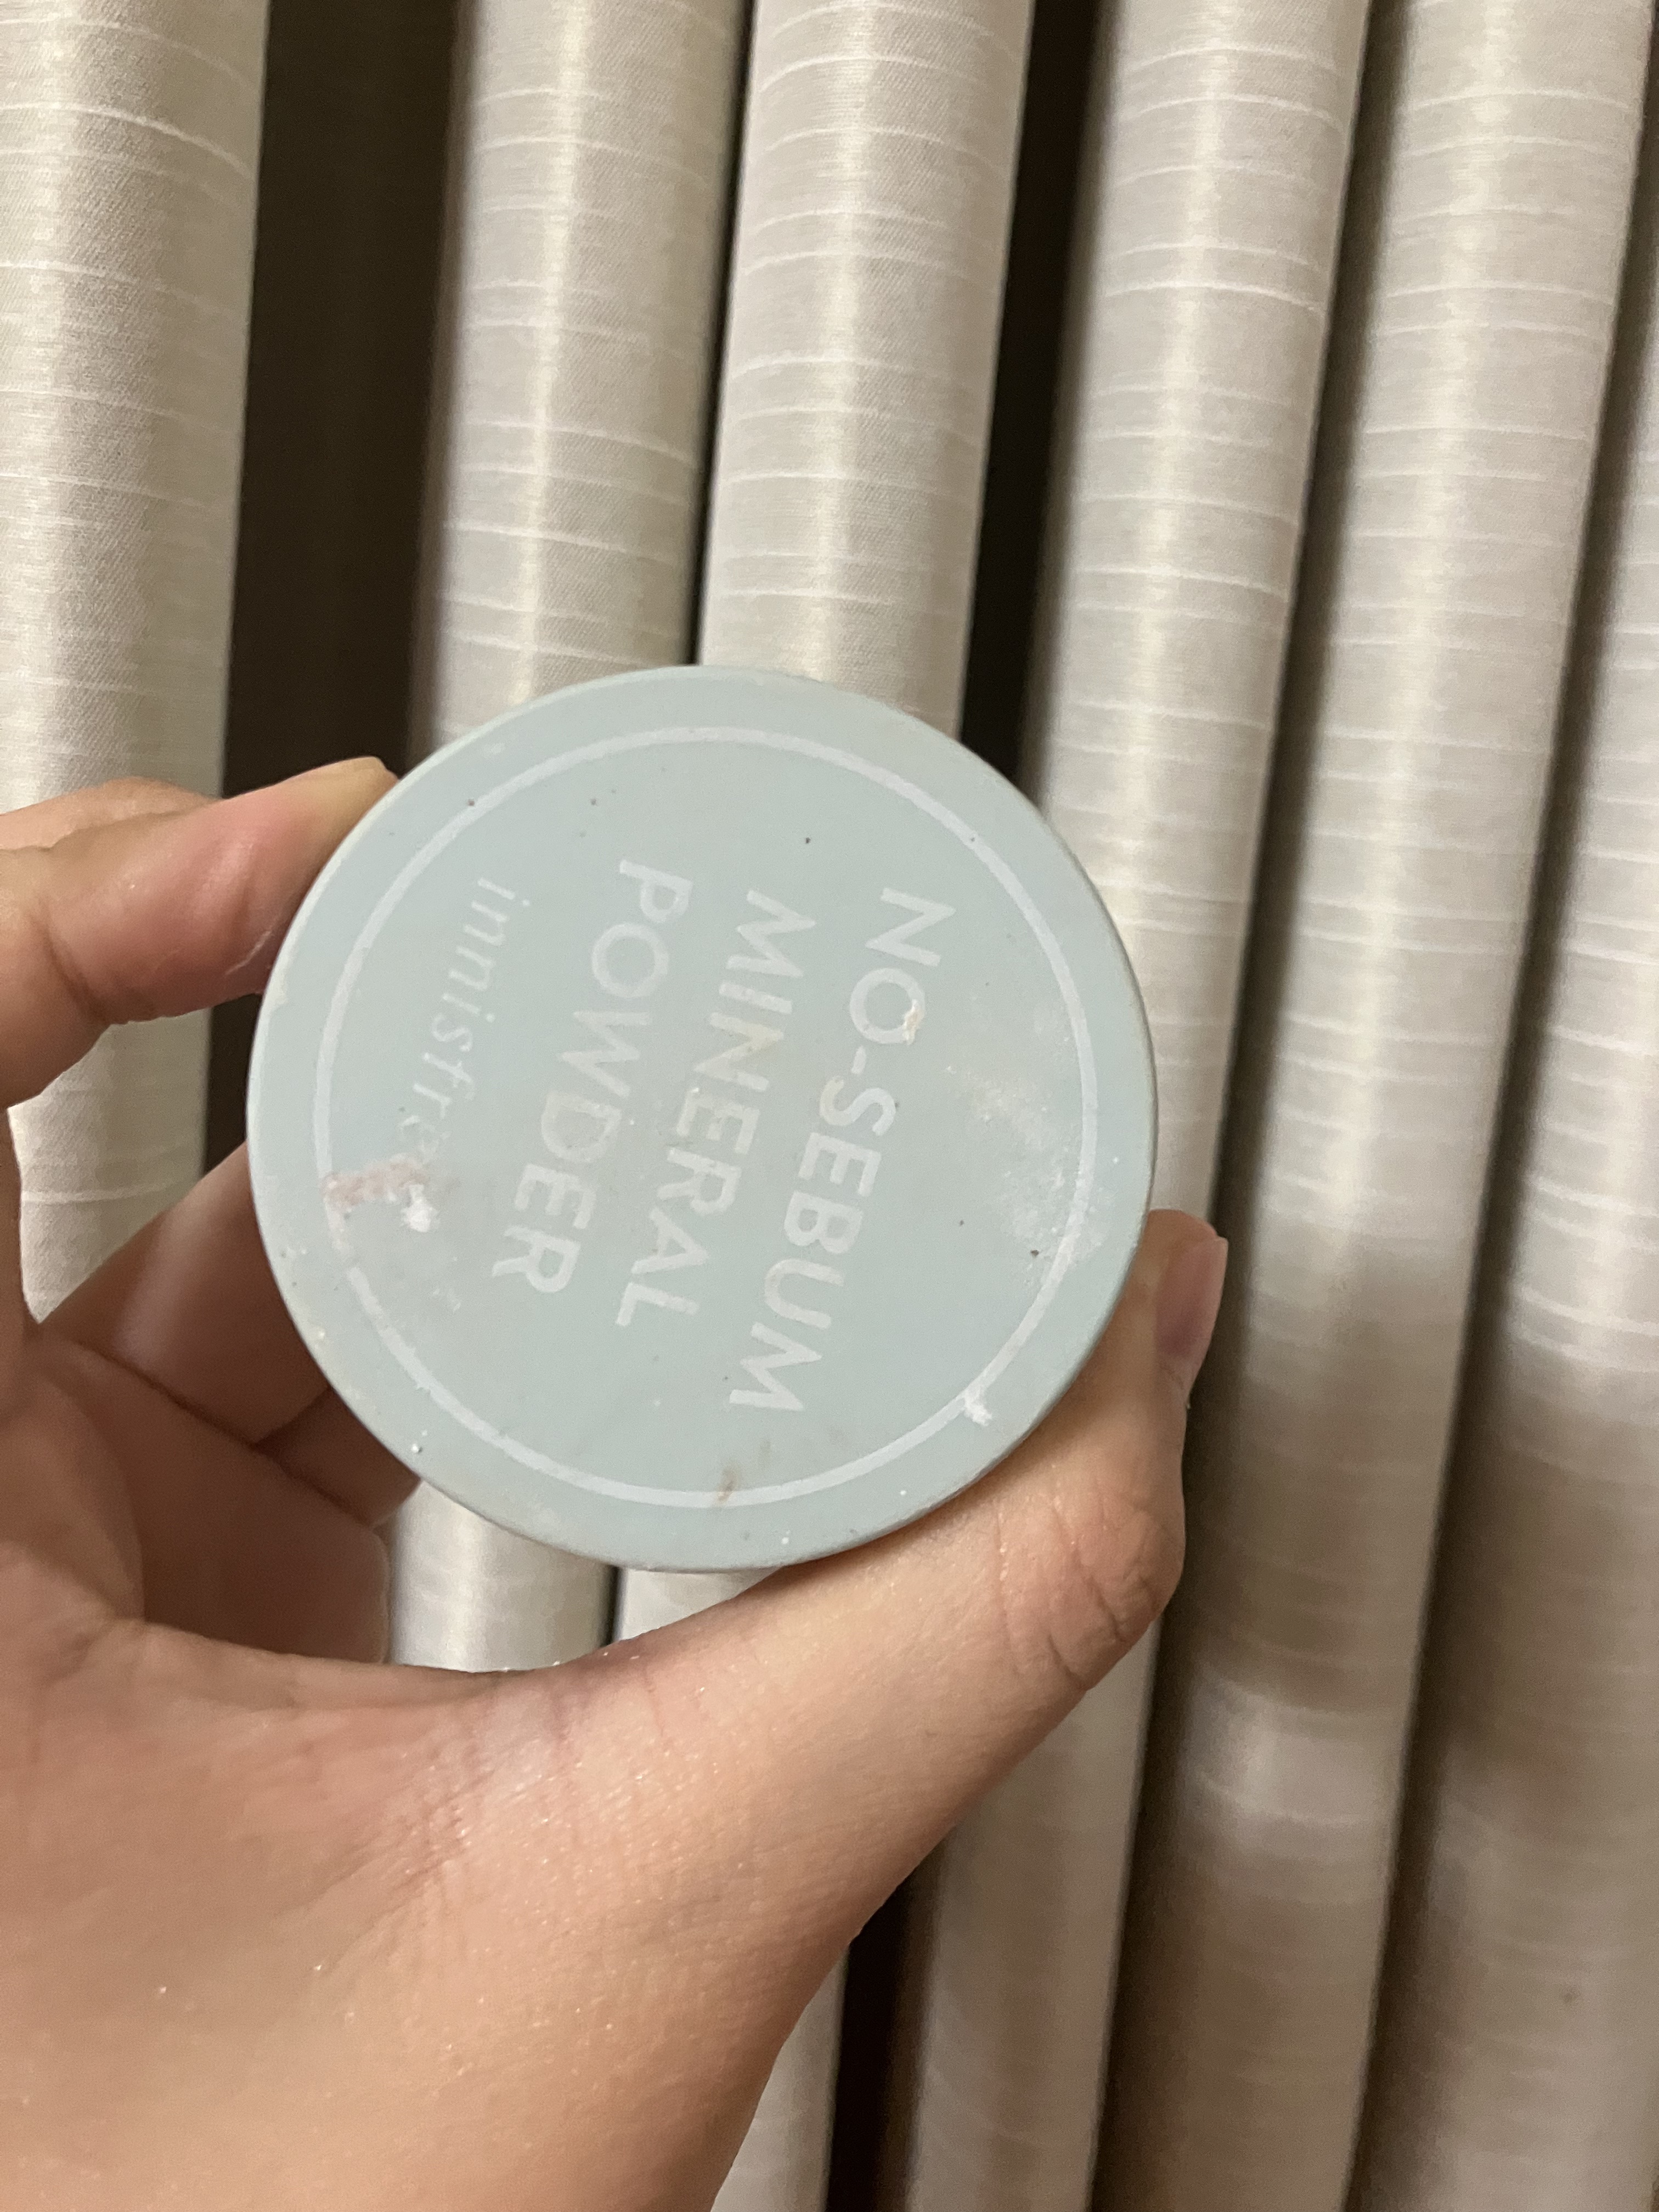 NO-SEBUM
MINERAL
POWDER
innisfree